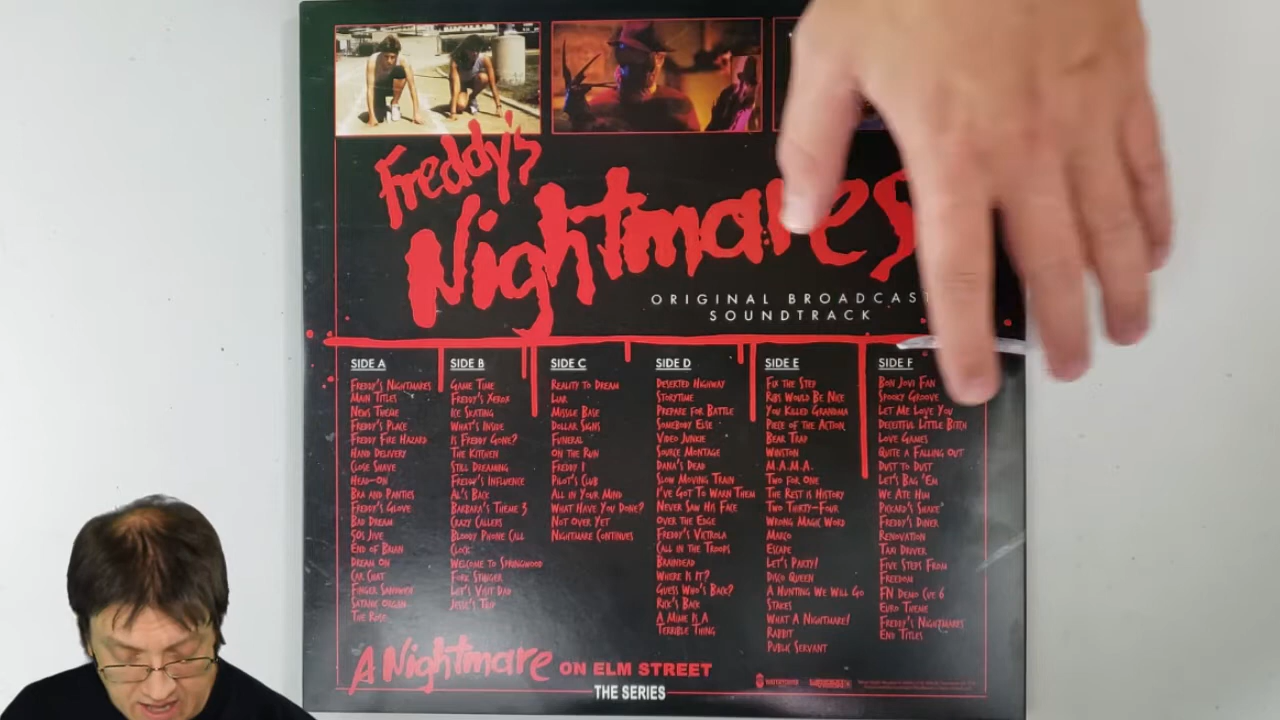 Freddy's
Nightmares
ORIGINAL BROADCAST
SOUNDTRACK
SIDE A
FREDDY'S NIGHTMARES
MAIN TITLES
NEWS THEME
FREDDY'S PLACE
FREDDY FIRE HAZARD
HAND DELIVERY
CLOSE SHAVE
HEAD-ON
BRA AND PANTIES
FREDDY'S GLOVE
BAD DREAM
50S JIVE
END OF BRIAN
DREAM ON
CAR CHAT
FINGER SANDWICH
SATANIC ORGAN
THE ROSE
SIDE B
GAME TIME
FREDDY'S XEROX
ICE SKATING
WHAT'S INSIDE
IS FREDDY GONE?
THE KITCHEN
STILL DREAMING
FREDDY'S INFLUENCE
AL'S BACK
BARBARA'S THEME 3
CRAZY CALLERS
BLOODY PHONE CALL
CLOCK
WELCOME TO SPRINGWOOD
FORK STINGER
LET'S VISIT DAD
JESSE'S TRIP
SIDE C
REALITY TO DREAM
LIAR
MISSILE BASE
DOLLAR SIGNS
FUNERAL
ON THE RUN
FREDDY 1
PILOT'S CLUB
ALL IN YOUR MIND
WHAT HAVE YOU DONE?
NOT OVER YET
NIGHTMARE CONTINUES
SIDE D
DESERTED HIGHWAY
STORYTIME
PREPARE FOR BATTLE
SOMEBODY ELSE
VIDEO JUNKIE
SOURCE MONTAGE
DANA'S DEAD
SLOW MOVING TRAIN
I'VE GOT TO WARN THEM
NEVER SAW HIS FACE
OVER THE EDGE
FREDDY'S VICTROLA
CALL IN THE TROOPS
BRAINDEAD
WHERE IS IT?
GUESS WHO'S BACK?
RICK'S BACK
A MIME IS A
TERRIBLE THING
SIDE E
FIX THE STEP
RIBS WOULD BE NICE
YOU KILLED GRANDMA
PIECE OF THE ACTION
BEAR TRAP
WINSTON
M.A.M.A.
TWO FOR ONE
THE REST IS HISTORY
TWO THIRTY-FOUR
WRONG MAGIC WORD
MARCO
ESCAPE
LET'S PARTY!
DISCO QUEEN
A HUNTING WE WILL GO
STAKES
WHAT A NIGHTMARE!
RABBIT
PUBLIC SERVANT
SIDE F
BON JOVI FAN
SPOOKY GROOVE
LET ME LOVE YOU
DECEITFUL LITTLE BITCH
LOVE GAMES
QUITE A FALLING OUT
DUST TO DUST
LET'S BAG 'EM
WE ATE HIM
PICKARD'S SHAKE
FREDDY'S DINER
RENOVATION
TAXI DRIVER
FIVE STEPS FROM
FREEDOM
FN DEMO CUE 6
EURO THEME
FREDDY'S NIGHTMARES
END TITLES
A Nightmare ON ELM STREET
THE SERIES